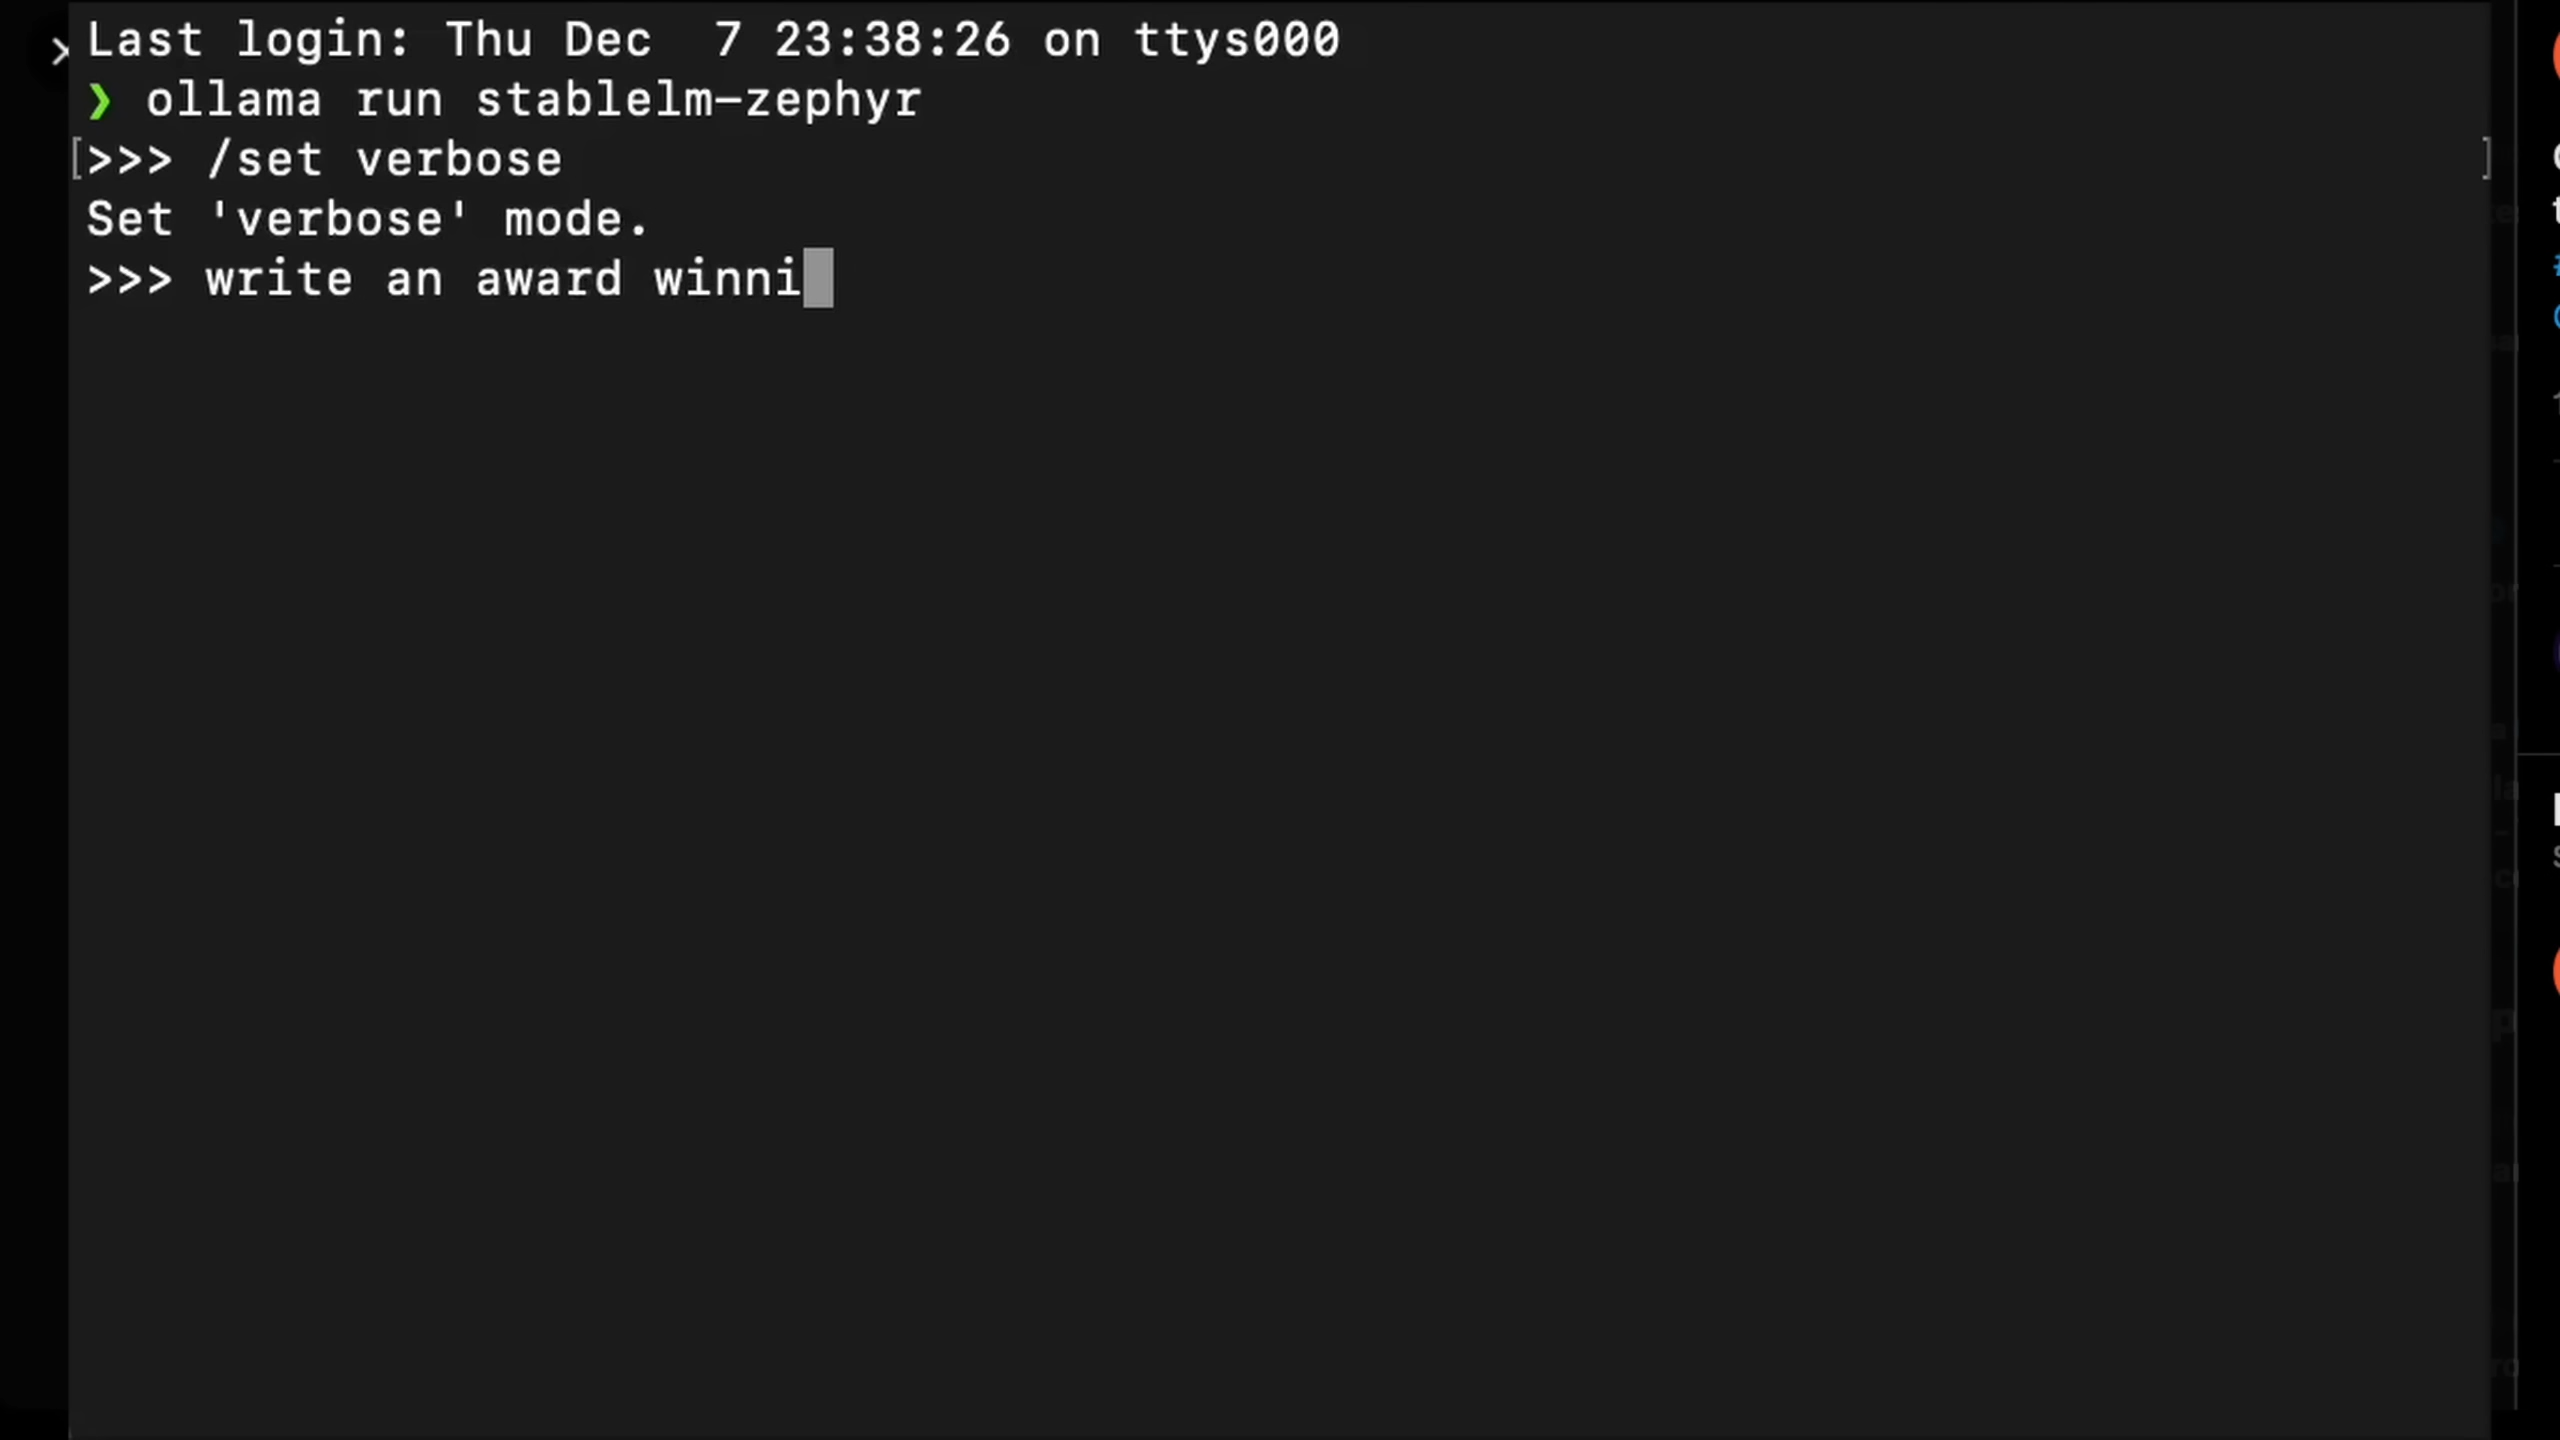 Last login: Thu Dec  7 23:38:26 on ttys000
❯ ollama run stablelm-zephyr
[>>> /set verbose ]
Set 'verbose' mode.
>>> write an award winni